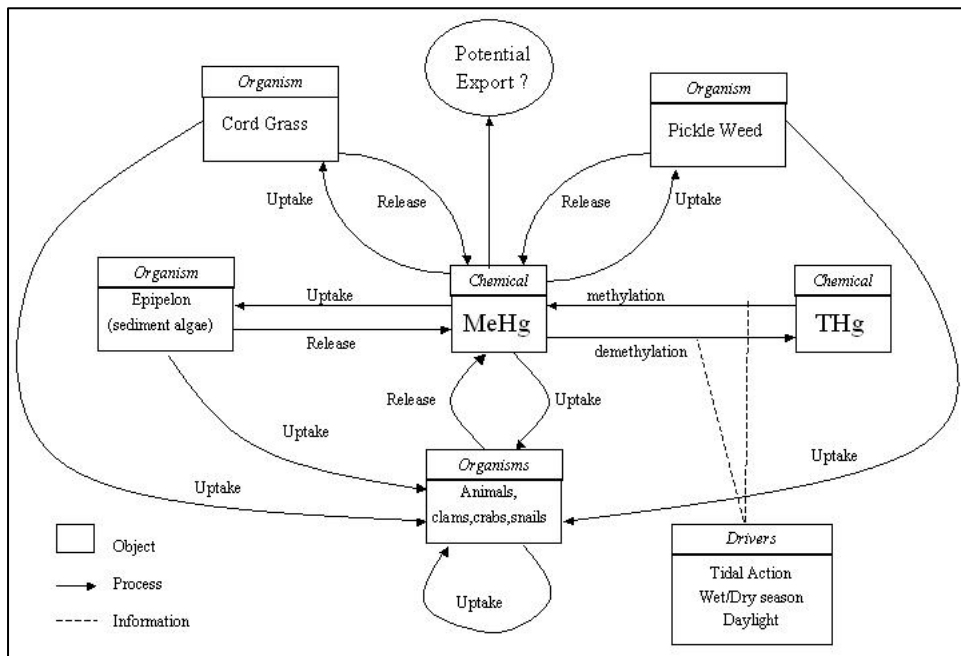 Potential
Export ?
Organism
Cord Grass
Organism
Pickle Weed
Uptake
Release
Release
Uptake
Organism
Epipelon
(sediment algae)
Uptake
Release
Chemical
MeHg
methylation
demethylation
Chemical
THg
Release
Uptake
Uptake
Uptake
Uptake
Organisms
Animals,
clams,crabs,snails
Uptake
Drivers
Tidal Action
Wet/Dry season
Daylight
Object
Process
Information